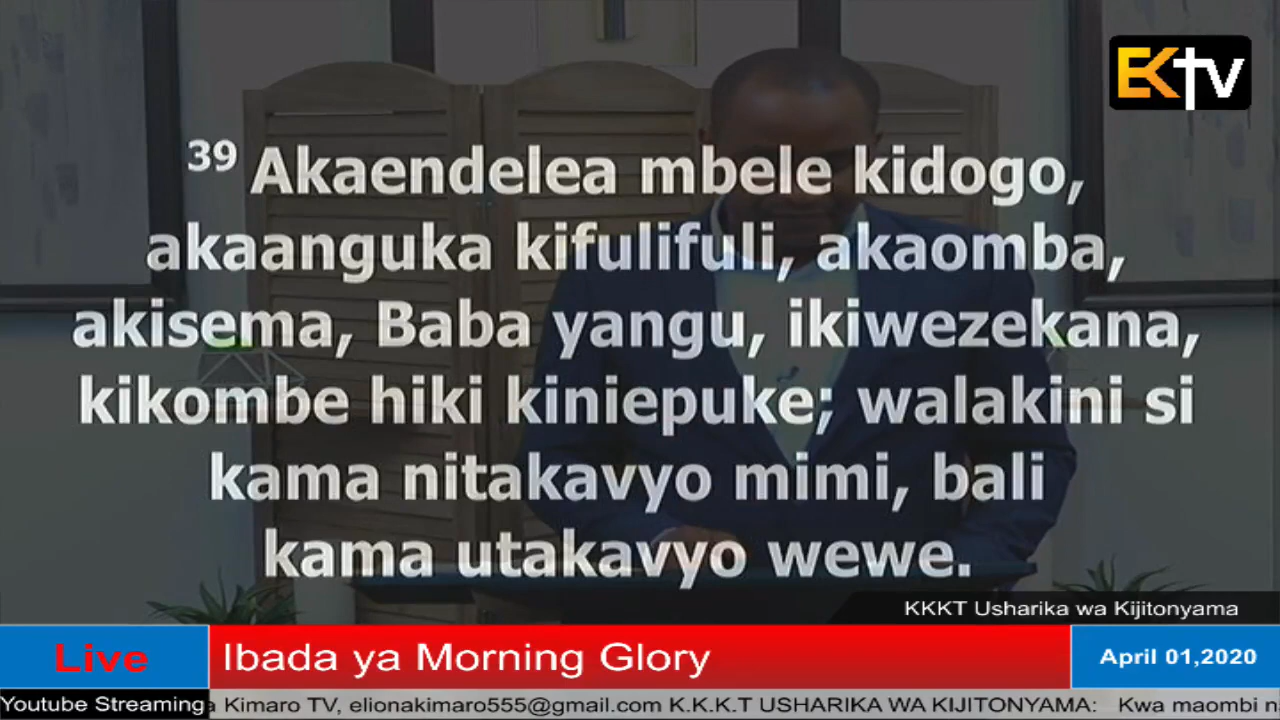 EKTV
39 Akaendelea mbele kidogo,
akaanguka kifulifuli, akaomba,
akisema, Baba yangu, ikiwezekana,
kikombe hiki kiniepuke; walakini si
kama nitakavyo mimi, bali
kama utakavyo wewe.
KKKT Usharika wa Kijitonyama
Live Ibada ya Morning Glory April 01,2020
Youtube Streaming Kimaro TV, elionakimaro555@gmail.com K.K.K.T USHARIKA WA KIJITONYAMA: Kwa maombi